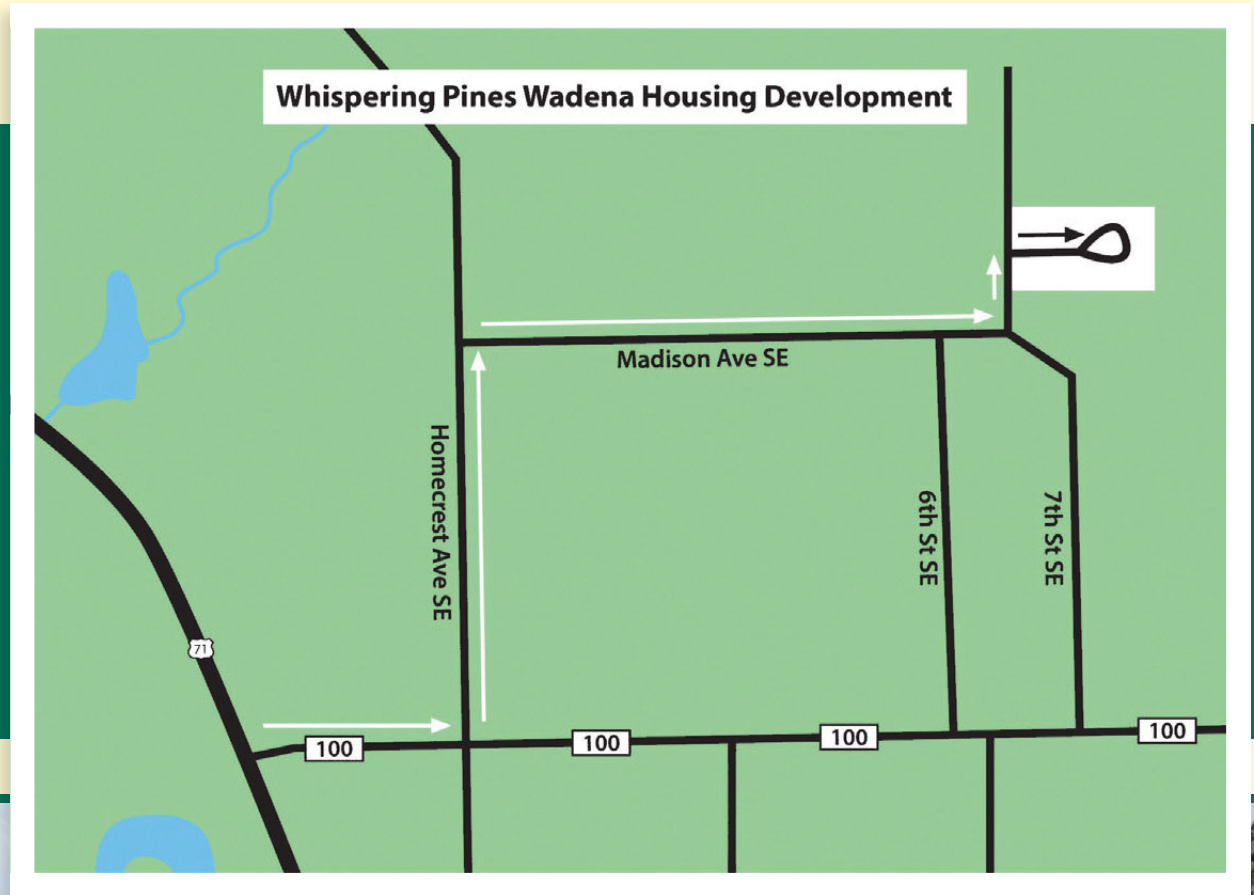 Whispering Pines Wadena Housing Development
Madison Ave SE
Homecrest Ave SE
6th St SE
7th St SE
71
100
100
100
100